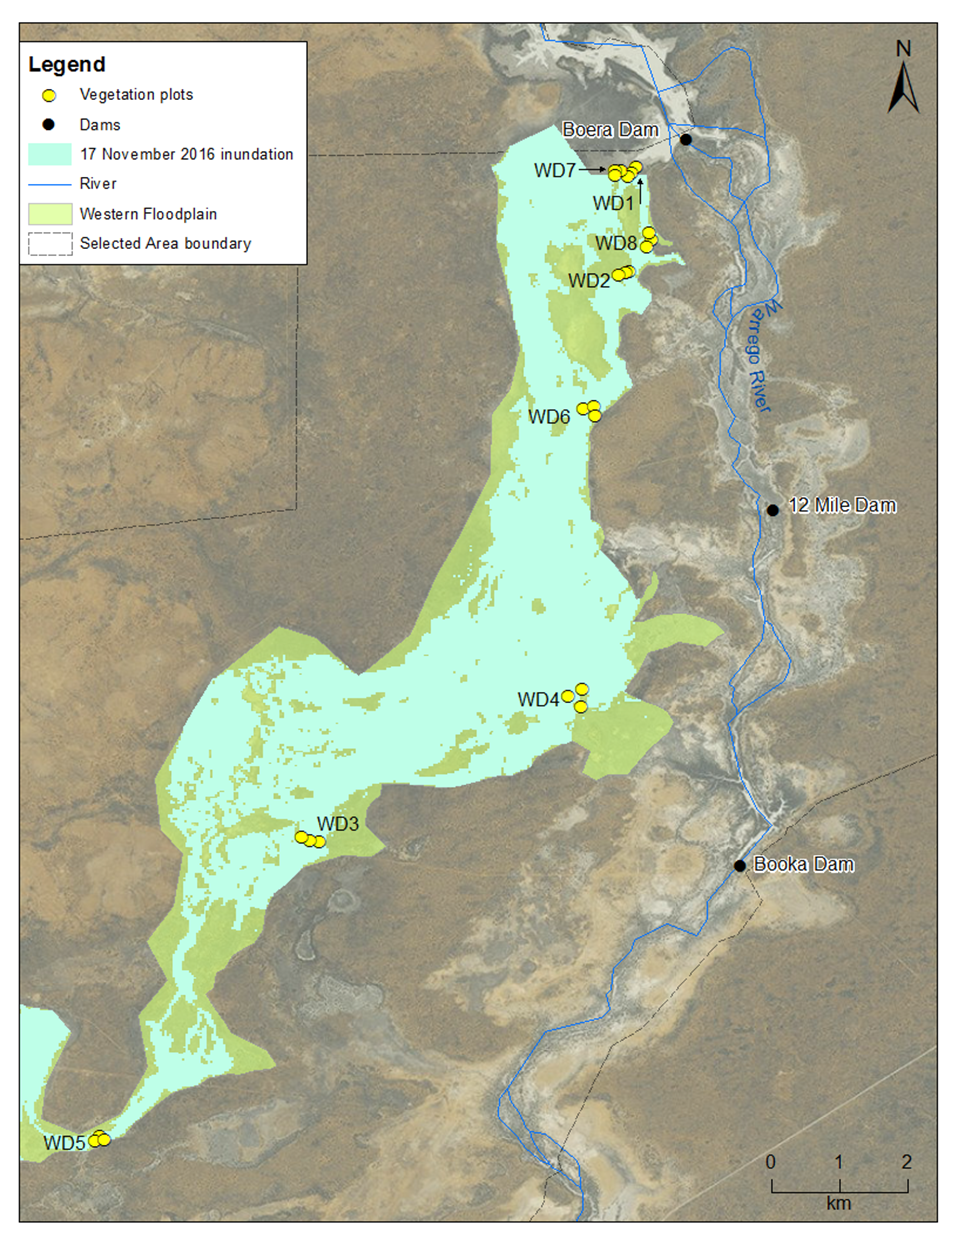 N
Legend
Vegetation plots
Dams
17 November 2016 inundation
River
Western Floodplain
Selected Area boundary
Boera Dam
WD7
WD1
WD8
WD2
Warrego River
WD6
12 Mile Dam
WD4
WD3
Booka Dam
WD5
0 1 2
km